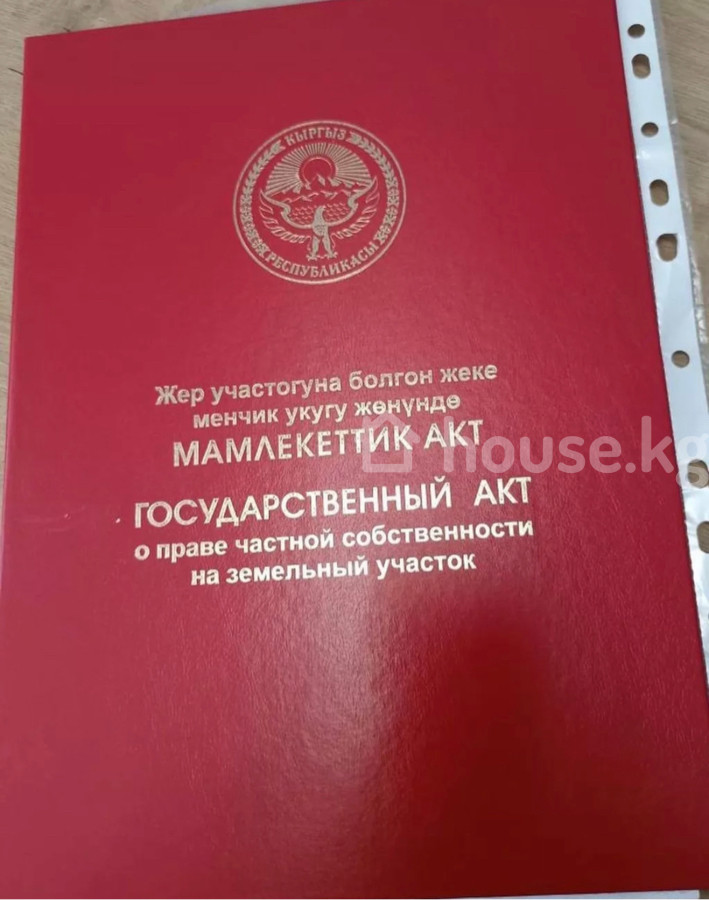 КЫРГЫЗ
РЕСПУБЛИКАСЫ
Жер участогуна болгон жеке
менчик укугу жөнүндө
МАМЛЕКЕТТИК АКТ
house.kg
ГОСУДАРСТВЕННЫЙ АКТ
о праве частной собственности
на земельный участок